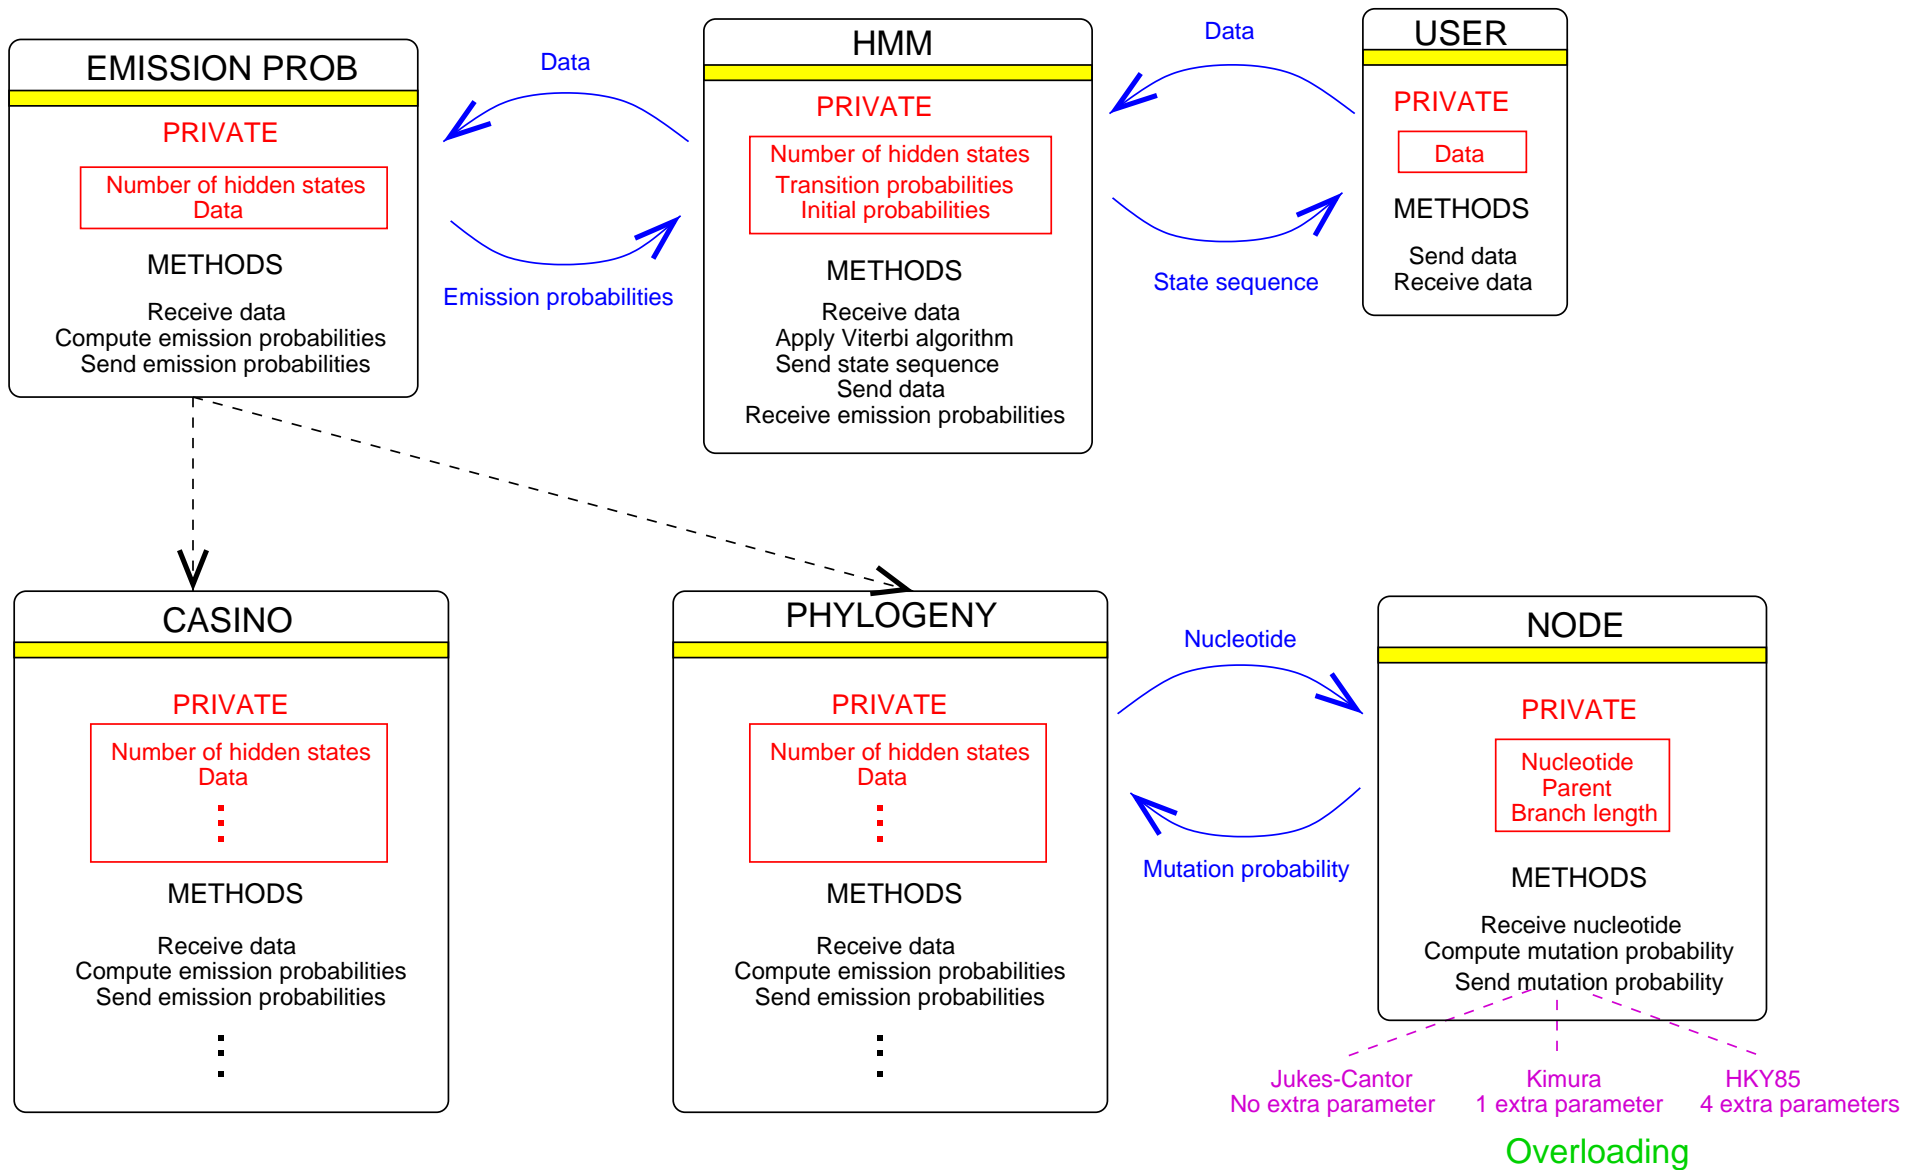 EMISSION PROB
PRIVATE
Number of hidden states
Data
METHODS
Receive data
Compute emission probabilities
Send emission probabilities
Data
Emission probabilities
HMM
PRIVATE
Number of hidden states
Transition probabilities
Initial probabilities
METHODS
Receive data
Apply Viterbi algorithm
Send state sequence
Send data
Receive emission probabilities
Data
State sequence
USER
PRIVATE
Data
METHODS
Send data
Receive data
CASINO
PRIVATE
Number of hidden states
Data
METHODS
Receive data
Compute emission probabilities
Send emission probabilities
PHYLOGENY
PRIVATE
Number of hidden states
Data
METHODS
Receive data
Compute emission probabilities
Send emission probabilities
Nucleotide
Mutation probability
NODE
PRIVATE
Nucleotide
Parent
Branch length
METHODS
Receive nucleotide
Compute mutation probability
Send mutation probability
Jukes-Cantor
No extra parameter
Kimura
1 extra parameter
HKY85
4 extra parameters
Overloading